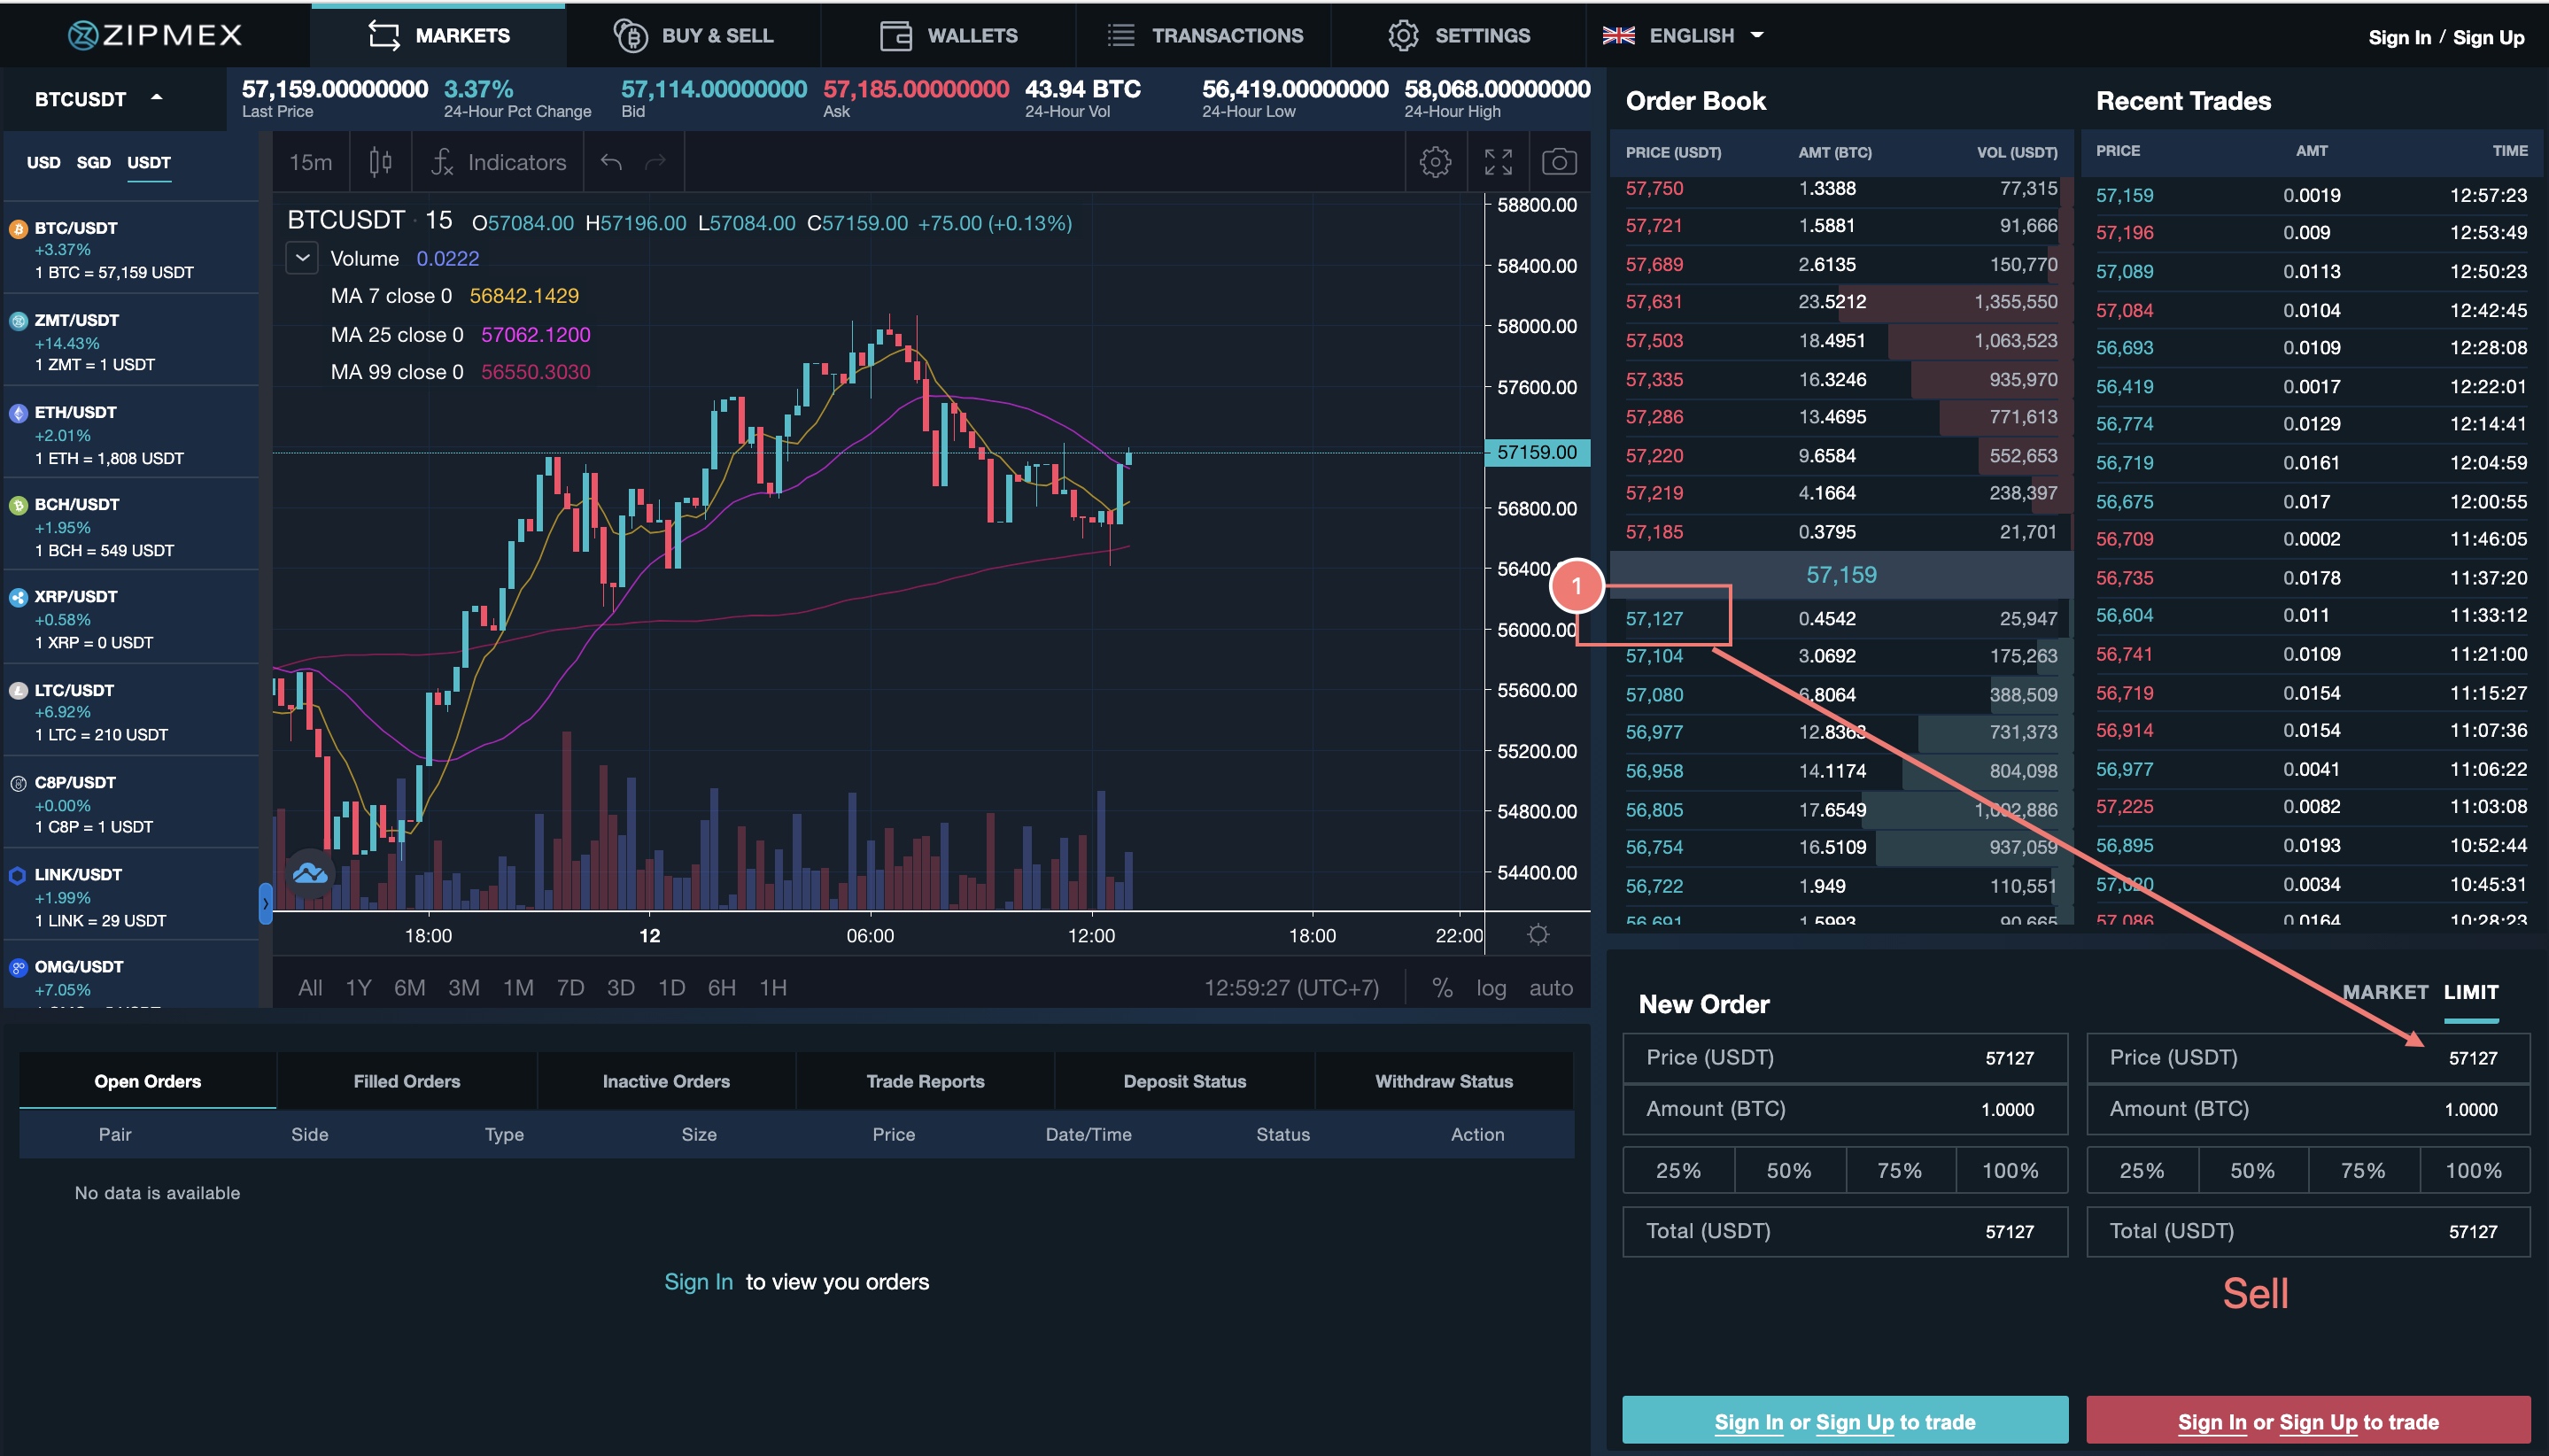 ZIPMEX
MARKETS
BUY & SELL
WALLETS
TRANSACTIONS
SETTINGS
ENGLISH
Sign In / Sign Up
BTCUSDT
57,159.00000000 3.37% 57,114.00000000 57,185.00000000 43.94 BTC 56,419.00000000 58,068.00000000
Last Price 24-Hour Pct Change Bid Ask 24-Hour Vol 24-Hour Low 24-Hour High
USD SGD USDT
BTC/USDT
+3.37%
1 BTC = 57,159 USDT
ZMT/USDT
+14.43%
1 ZMT = 1 USDT
ETH/USDT
+2.01%
1 ETH = 1,808 USDT
BCH/USDT
+1.95%
1 BCH = 549 USDT
XRP/USDT
+0.58%
1 XRP = 0 USDT
LTC/USDT
+6.92%
1 LTC = 210 USDT
C8P/USDT
+0.00%
1 C8P = 1 USDT
LINK/USDT
+1.99%
1 LINK = 29 USDT
OMG/USDT
+7.05%
15m Indicators
BTCUSDT · 15 O57084.00 H57196.00 L57084.00 C57159.00 +75.00 (+0.13%)
Volume 0.0222
MA 7 close 0 56842.1429
MA 25 close 0 57062.1200
MA 99 close 0 56550.3030
58800.00
58400.00
58000.00
57600.00
57159.00
56800.00
56400
56000.00
55600.00
55200.00
54800.00
54400.00
18:00 12 06:00 12:00 18:00 22:00
All 1Y 6M 3M 1M 7D 3D 1D 6H 1H 12:59:27 (UTC+7) % log auto
Open Orders Filled Orders Inactive Orders Trade Reports Deposit Status Withdraw Status
Pair Side Type Size Price Date/Time Status Action
No data is available
Sign In to view you orders
Order Book
PRICE (USDT) AMT (BTC) VOL (USDT)
57,750 1.3388 77,315
57,721 1.5881 91,666
57,689 2.6135 150,770
57,631 23.5212 1,355,550
57,503 18.4951 1,063,523
57,335 16.3246 935,970
57,286 13.4695 771,613
57,220 9.6584 552,653
57,219 4.1664 238,397
57,185 0.3795 21,701
57,159
1
57,127 0.4542 25,947
57,104 3.0692 175,263
57,080 6.8064 388,509
56,977 12.8363 731,373
56,958 14.1174 804,098
56,805 17.6549 1,002,886
56,754 16.5109 937,059
56,722 1.949 110,551
56,691 1.5993 90,665
Recent Trades
PRICE AMT TIME
57,159 0.0019 12:57:23
57,196 0.009 12:53:49
57,089 0.0113 12:50:23
57,084 0.0104 12:42:45
56,693 0.0109 12:28:08
56,419 0.0017 12:22:01
56,774 0.0129 12:14:41
56,719 0.0161 12:04:59
56,675 0.017 12:00:55
56,709 0.0002 11:46:05
56,735 0.0178 11:37:20
56,604 0.011 11:33:12
56,741 0.0109 11:21:00
56,719 0.0154 11:15:27
56,914 0.0154 11:07:36
56,977 0.0041 11:06:22
57,225 0.0082 11:03:08
56,895 0.0193 10:52:44
57,020 0.0034 10:45:31
57,086 0.0164 10:28:23
New Order
MARKET LIMIT
Price (USDT) 57127
Amount (BTC) 1.0000
25% 50% 75% 100%
Total (USDT) 57127
Sign In or Sign Up to trade
Price (USDT) 57127
Amount (BTC) 1.0000
25% 50% 75% 100%
Total (USDT) 57127
Sell
Sign In or Sign Up to trade